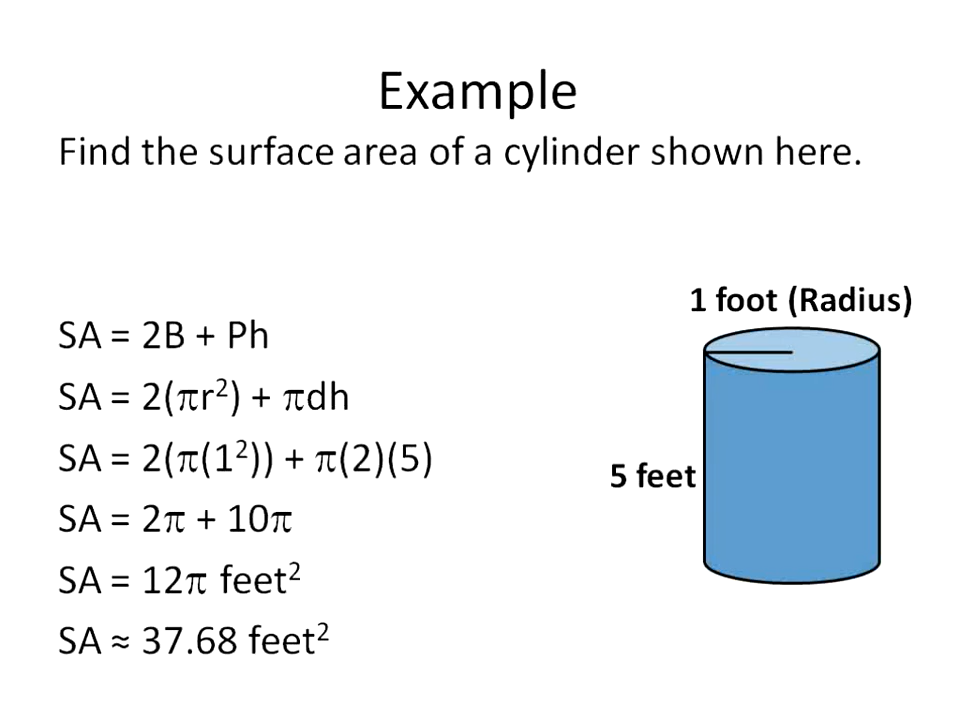 Example
Find the surface area of a cylinder shown here.
1 foot (Radius)
5 feet
SA = 2B + Ph
SA = 2(πr²) + πdh
SA = 2(π(1²)) + π(2)(5)
SA = 2π + 10π
SA = 12π feet²
SA ≈ 37.68 feet²